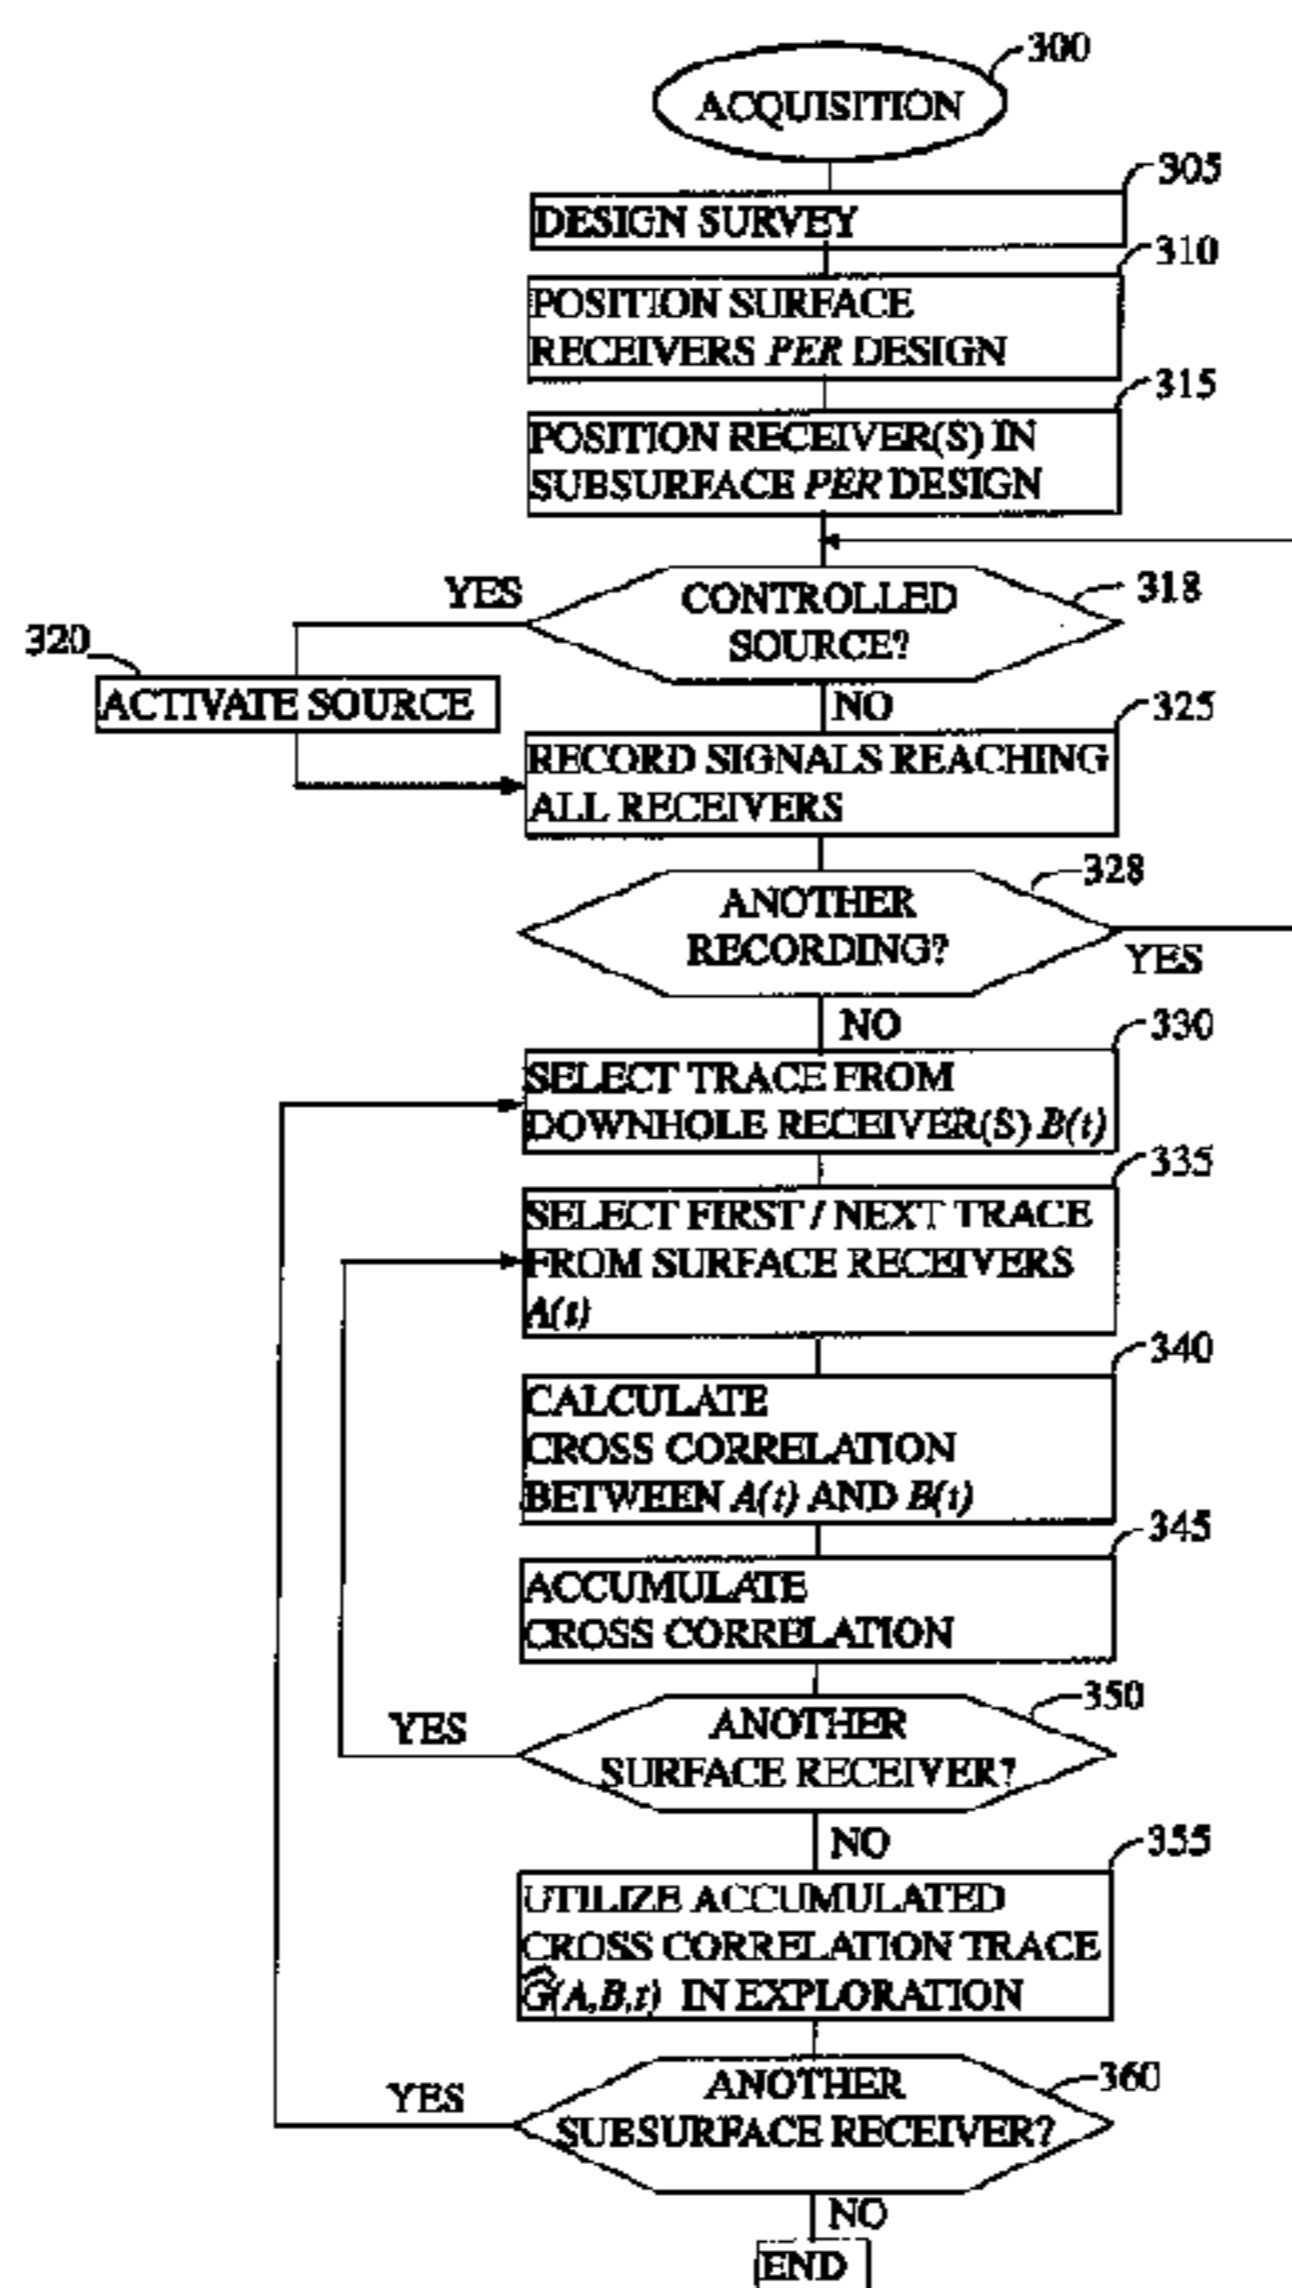 300
ACQUISITION
305
DESIGN SURVEY
310
POSITION SURFACE
RECEIVERS PER DESIGN
315
POSITION RECEIVER(S) IN
SUBSURFACE PER DESIGN
YES
CONTROLLED
SOURCE?
318
320
ACTIVATE SOURCE
NO
325
RECORD SIGNALS REACHING
ALL RECEIVERS
328
ANOTHER
RECORDING?
YES
NO
330
SELECT TRACE FROM
DOWNHOLE RECEIVER(S) B(t)
335
SELECT FIRST / NEXT TRACE
FROM SURFACE RECEIVERS
A(t)
340
CALCULATE
CROSS CORRELATION
BETWEEN A(t) AND B(t)
345
ACCUMULATE
CROSS CORRELATION
350
YES
ANOTHER
SURFACE RECEIVER?
NO
355
UTILIZE ACCUMULATED
CROSS CORRELATION TRACE
Ĝ(A,B,t) IN EXPLORATION
360
YES
ANOTHER
SUBSURFACE RECEIVER?
NO
END